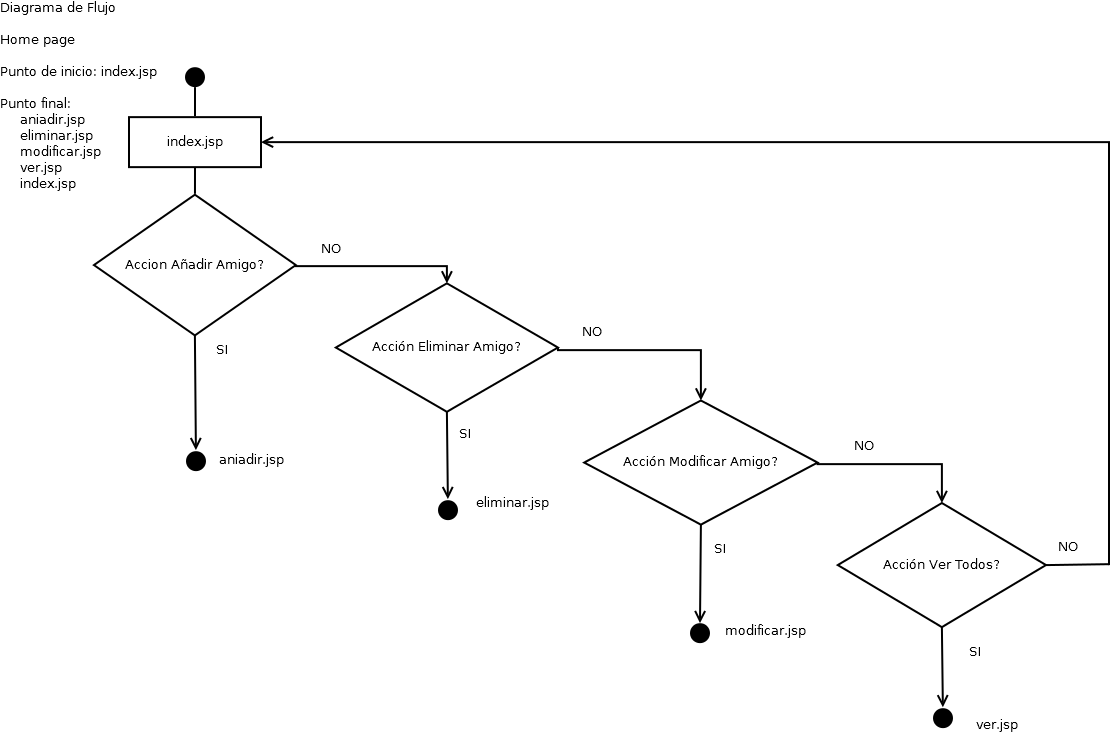 Diagrama de Flujo
Home page
Punto de inicio: index.jsp
Punto final:
aniadir.jsp
eliminar.jsp
modificar.jsp
ver.jsp
index.jsp
index.jsp
Accion Añadir Amigo?
NO
SI
aniadir.jsp
Acción Eliminar Amigo?
NO
SI
eliminar.jsp
Acción Modificar Amigo?
NO
SI
modificar.jsp
Acción Ver Todos?
NO
SI
ver.jsp